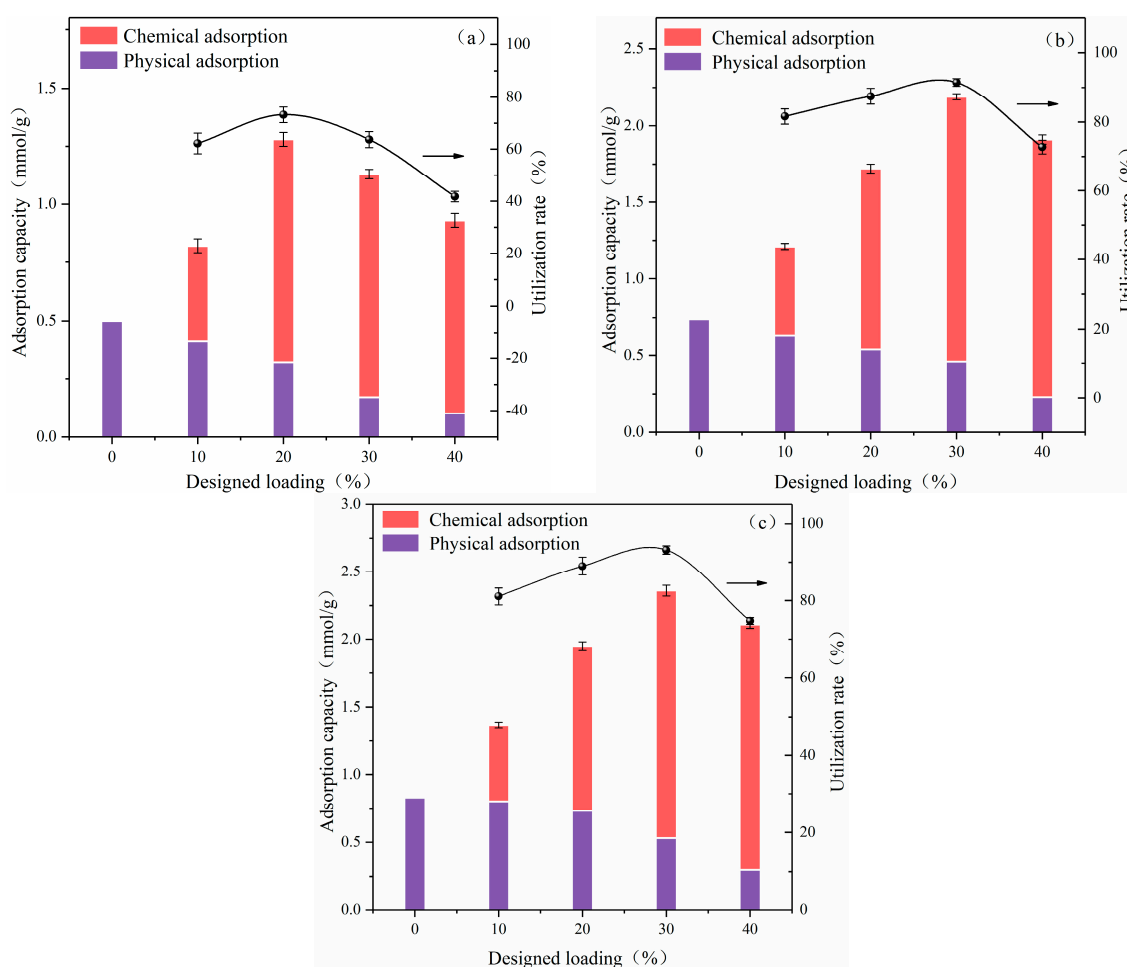 (a)
Chemical adsorption
Physical adsorption
Adsorption capacity (mmol/g)
1.5
1.0
0.5
0.0
100
80
60
40
20
0
-20
-40
Utilization rate (%)
0 10 20 30 40
Designed loading (%)
(b)
Chemical adsorption
Physical adsorption
Adsorption capacity (mmol/g)
2.5
2.0
1.5
1.0
0.5
0.0
100
80
60
40
20
0
Utilization rate (%)
0 10 20 30 40
Designed loading (%)
(c)
Chemical adsorption
Physical adsorption
Adsorption capacity (mmol/g)
3.0
2.5
2.0
1.5
1.0
0.5
0.0
100
80
60
40
20
0
Utilization rate (%)
0 10 20 30 40
Designed loading (%)